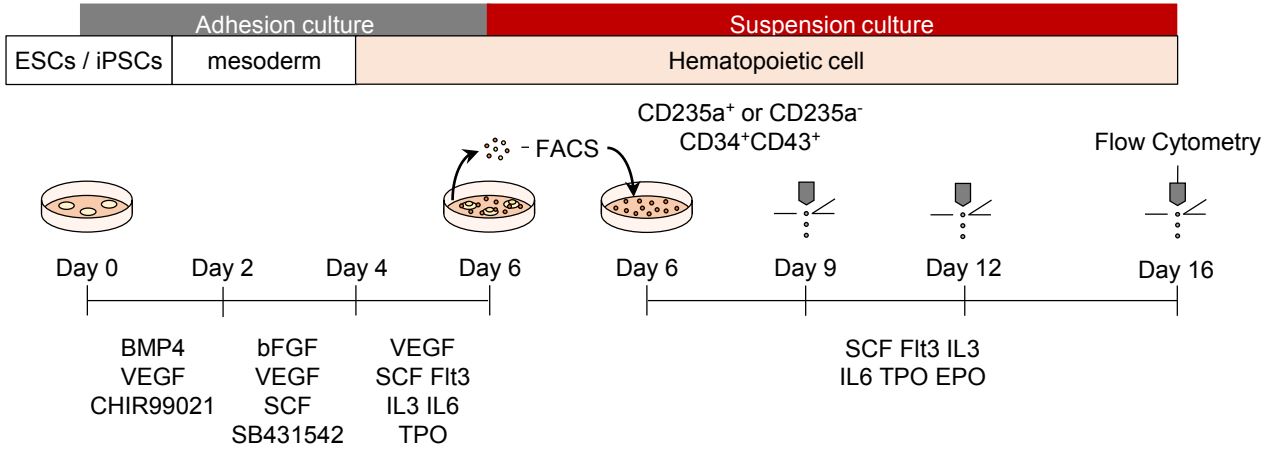 Adhesion culture
Suspension culture
ESCs / iPSCs
mesoderm
Hematopoietic cell
CD235a⁺ or CD235a⁻
CD34⁺CD43⁺
FACS
Flow Cytometry
Day 0
Day 2
Day 4
Day 6
Day 6
Day 9
Day 12
Day 16
BMP4
VEGF
CHIR99021
bFGF
VEGF
SCF
SB431542
VEGF
SCF Flt3
IL3 IL6
TPO
SCF Flt3 IL3
IL6 TPO EPO